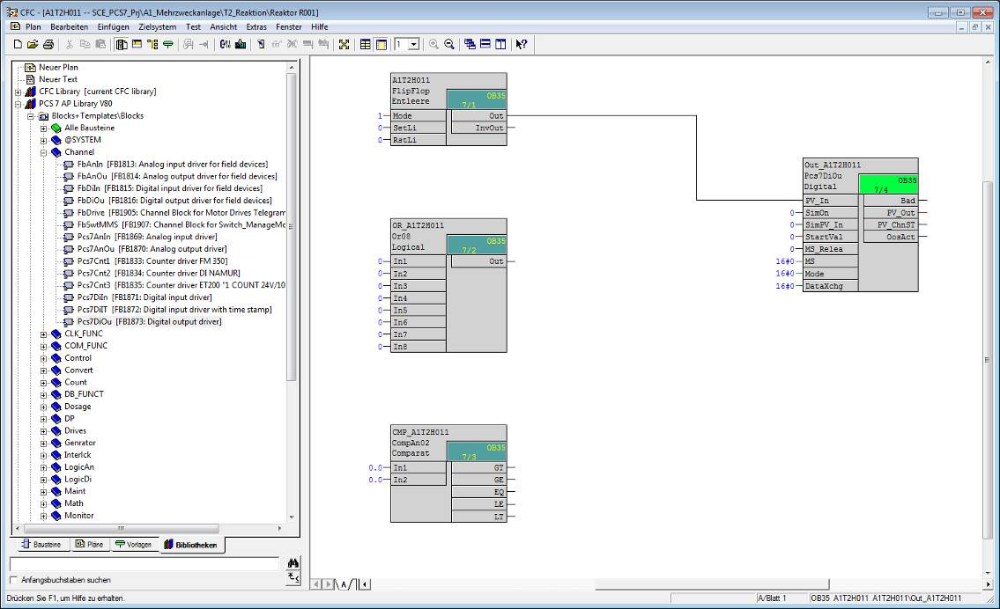 CFC - [A1T2H011 -- SCE_PCS7_Prj\A1_Mehrzweckanlage\T2_Reaktion\Reaktor R001]
Plan Bearbeiten Einfügen Zielsystem Test Ansicht Extras Fenster Hilfe
1
Neuer Plan
Neuer Text
CFC Library [current CFC library]
PCS 7 AP Library V80
Blocks+Templates\Blocks
Alle Bausteine
@SYSTEM
Channel
FbAnIn [FB1813: Analog input driver for field devices]
FbAnOu [FB1814: Analog output driver for field devices]
FbDiIn [FB1815: Digital input driver for field devices]
FbDiOu [FB1816: Digital output driver for field devices]
FbDrive [FB1905: Channel Block for Motor Drives Telegram
FbSwtMMS [FB1907: Channel Block for Switch_ManageMo
Pcs7AnIn [FB1869: Analog input driver]
Pcs7AnOu [FB1870: Analog output driver]
Pcs7Cnt1 [FB1833: Counter driver FM 350]
Pcs7Cnt2 [FB1834: Counter driver DI NAMUR]
Pcs7Cnt3 [FB1835: Counter driver ET200 "1 COUNT 24V/10
Pcs7DiIn [FB1871: Digital input driver]
Pcs7DiIT [FB1872: Digital input driver with time stamp]
Pcs7DiOu [FB1873: Digital output driver]
CLK_FUNC
COM_FUNC
Control
Convert
Count
DB_FUNCT
Dosage
DP
Drives
Genrator
Interlck
LogicAn
LogicDi
Maint
Math
Monitor
Bausteine Pläne Vorlagen Bibliotheken
Anfangsbuchstaben suchen
A1T2H011
FlipFlop
Entleere
OB35
7/1
1 Mode Out
0 SetLi InvOut
0 RstLi
OR_A1T2H011
Or08
Logical
OB35
7/2
0 In1 Out
0 In2
0 In3
0 In4
0 In5
0 In6
0 In7
0 In8
CMP_A1T2H011
CompAn02
Comparat
OB35
7/3
0.0 In1 GT
0.0 In2 GE
EQ
LE
LT
Out_A1T2H011
Pcs7DiOu
Digital
OB35
7/4
PV_In Bad
0 SimOn PV_Out
0 SimPV_In PV_ChnST
0 StartVal OosAct
0 MS_Relea
16#0 MS
16#0 Mode
16#0 DataXchg
A
Drücken Sie F1, um Hilfe zu erhalten.
A/Blatt 1
OB35 A1T2H011 A1T2H011\Out_A1T2H011